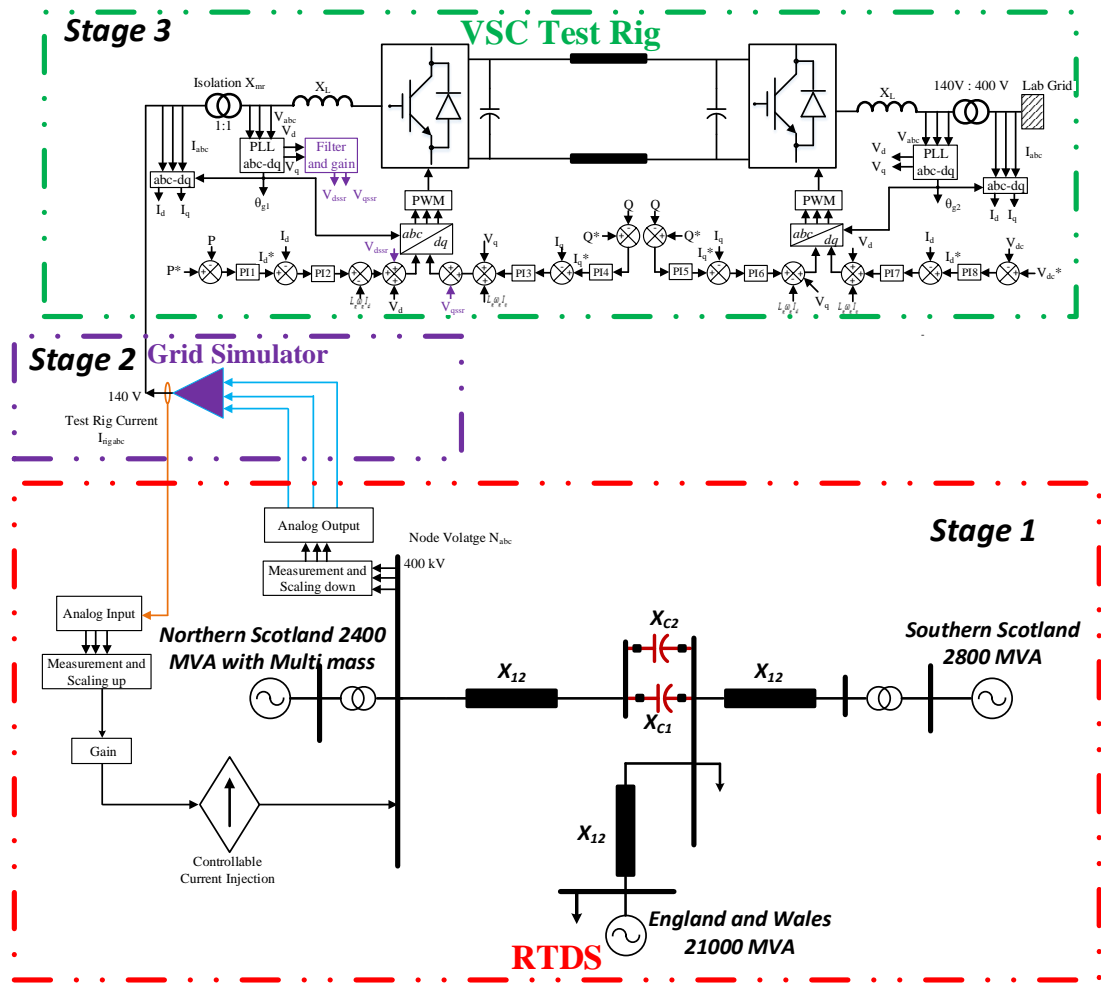 Stage 3
VSC Test Rig
Isolation Xmr
1:1
XL
Vabc
Vd
Vq
Iabc
PLL
abc-dq
Filter
and gain
Vdssr Vqssr
abc-dq
Id Iq
θg1
PWM
abc
dq
P
P*
PI1
Id*
Id
PI2
Vdssr
Vd
Vqssr
Vq
PI3
Iq
Iq*
PI4
Q
Q*
Q
Q*
PI5
Iq*
Iq
PI6
Vq
PWM
abc
dq
Vd
PI7
Id
Id*
PI8
Vdc
Vdc*
XL
140V : 400 V
Lab Grid
Vabc
Vd
Vq
PLL
abc-dq
Iabc
abc-dq
θg2
Id Iq
Stage 2
Grid Simulator
140 V
Test Rig Current
Irigabc
Stage 1
Analog Output
Measurement and
Scaling down
Node Volatge Nabc
400 kV
Analog Input
Measurement and
Scaling up
Gain
Controllable
Current Injection
Northern Scotland 2400
MVA with Multi mass
X12
XC2
XC1
X12
Southern Scotland
2800 MVA
X12
England and Wales
21000 MVA
RTDS